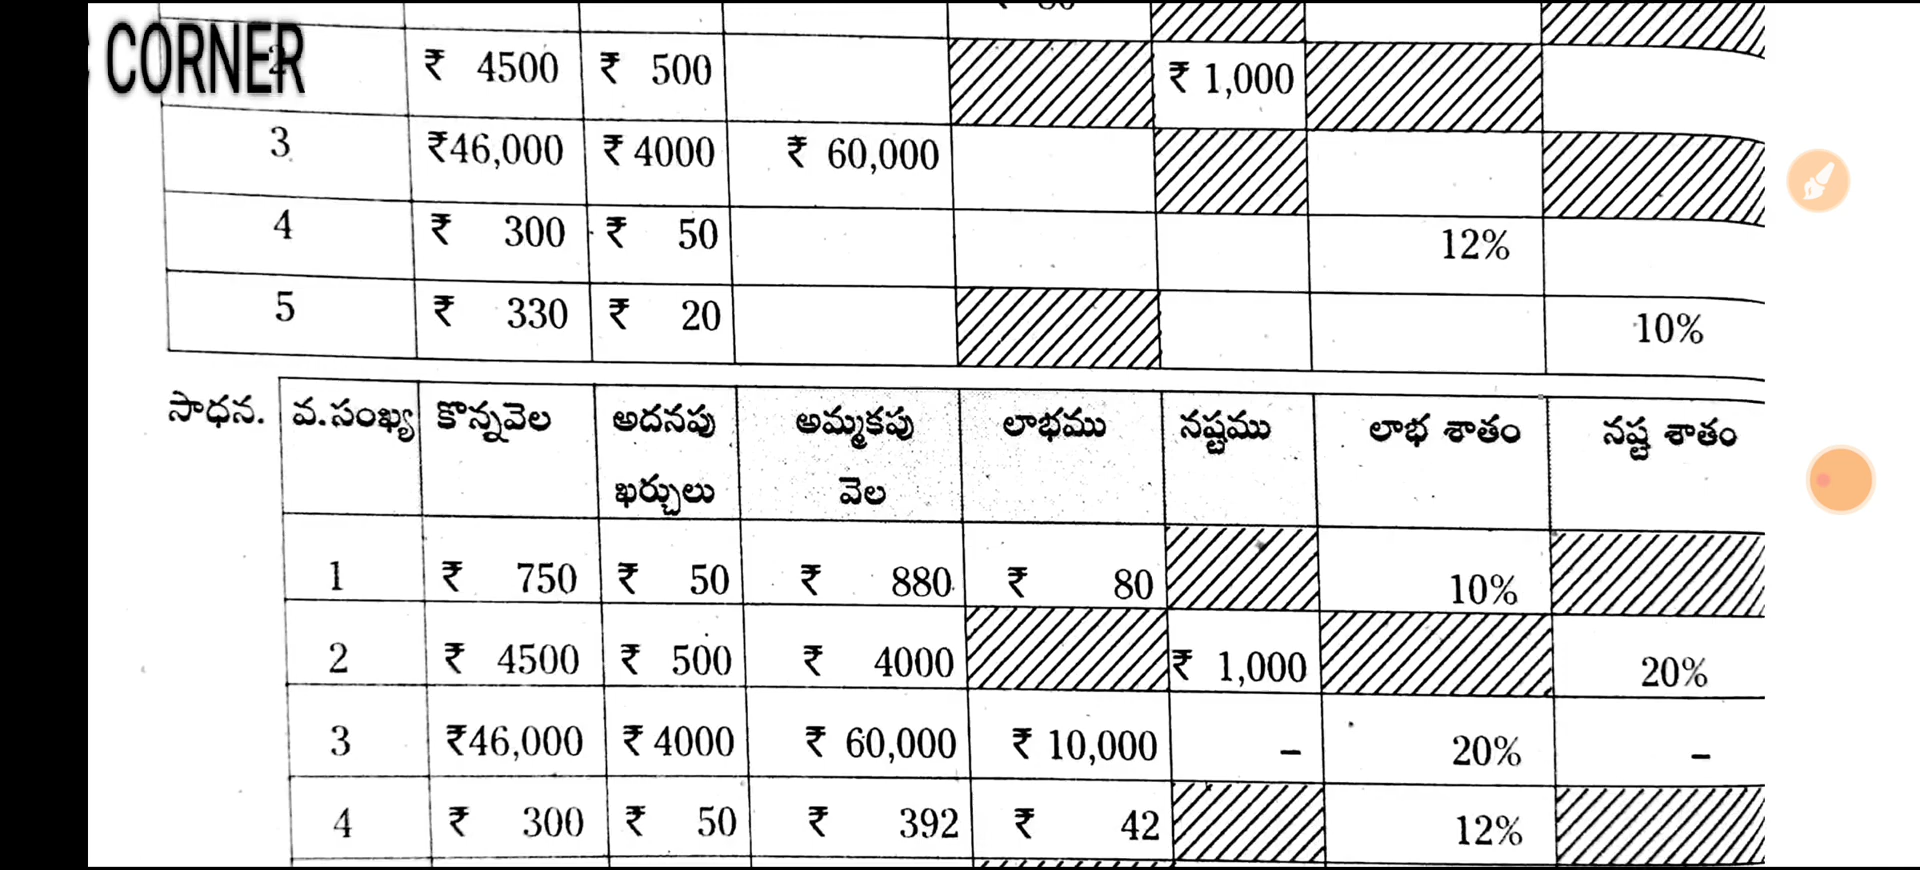 CORNER
2 ₹ 4500 ₹ 500 ₹ 1,000
3 ₹46,000 ₹ 4000 ₹ 60,000
4 ₹ 300 ₹ 50 12%
5 ₹ 330 ₹ 20 10%
సాధన. వ.సంఖ్య కొన్నవెల అదనపు ఖర్చులు అమ్మకపు వెల లాభము నష్టము లాభ శాతం నష్ట శాతం
1 ₹ 750 ₹ 50 ₹ 880 ₹ 80 10%
2 ₹ 4500 ₹ 500 ₹ 4000 ₹ 1,000 20%
3 ₹46,000 ₹ 4000 ₹ 60,000 ₹ 10,000 – 20% –
4 ₹ 300 ₹ 50 ₹ 392 ₹ 42 12%